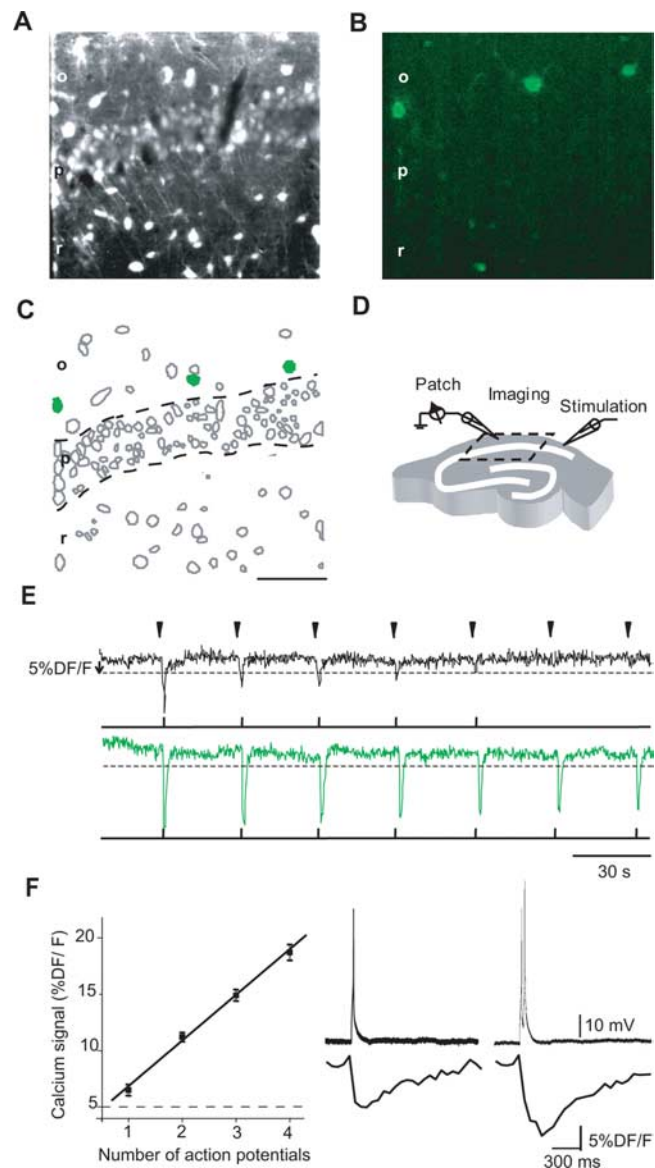 A
B
o
p
r
o
p
r
C
D
o
p
r
Patch
Imaging
Stimulation
E
5%DF/F
30 s
F
Calcium signal (%DF/ F)
20
15
10
5
1 2 3 4
Number of action potentials
10 mV
5%DF/F
300 ms